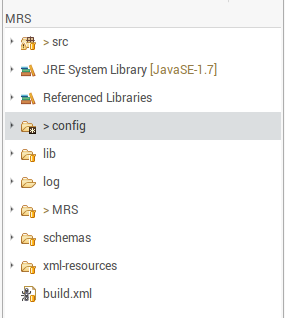 MRS
> src
JRE System Library [JavaSE-1.7]
Referenced Libraries
> config
lib
log
> MRS
schemas
xml-resources
build.xml